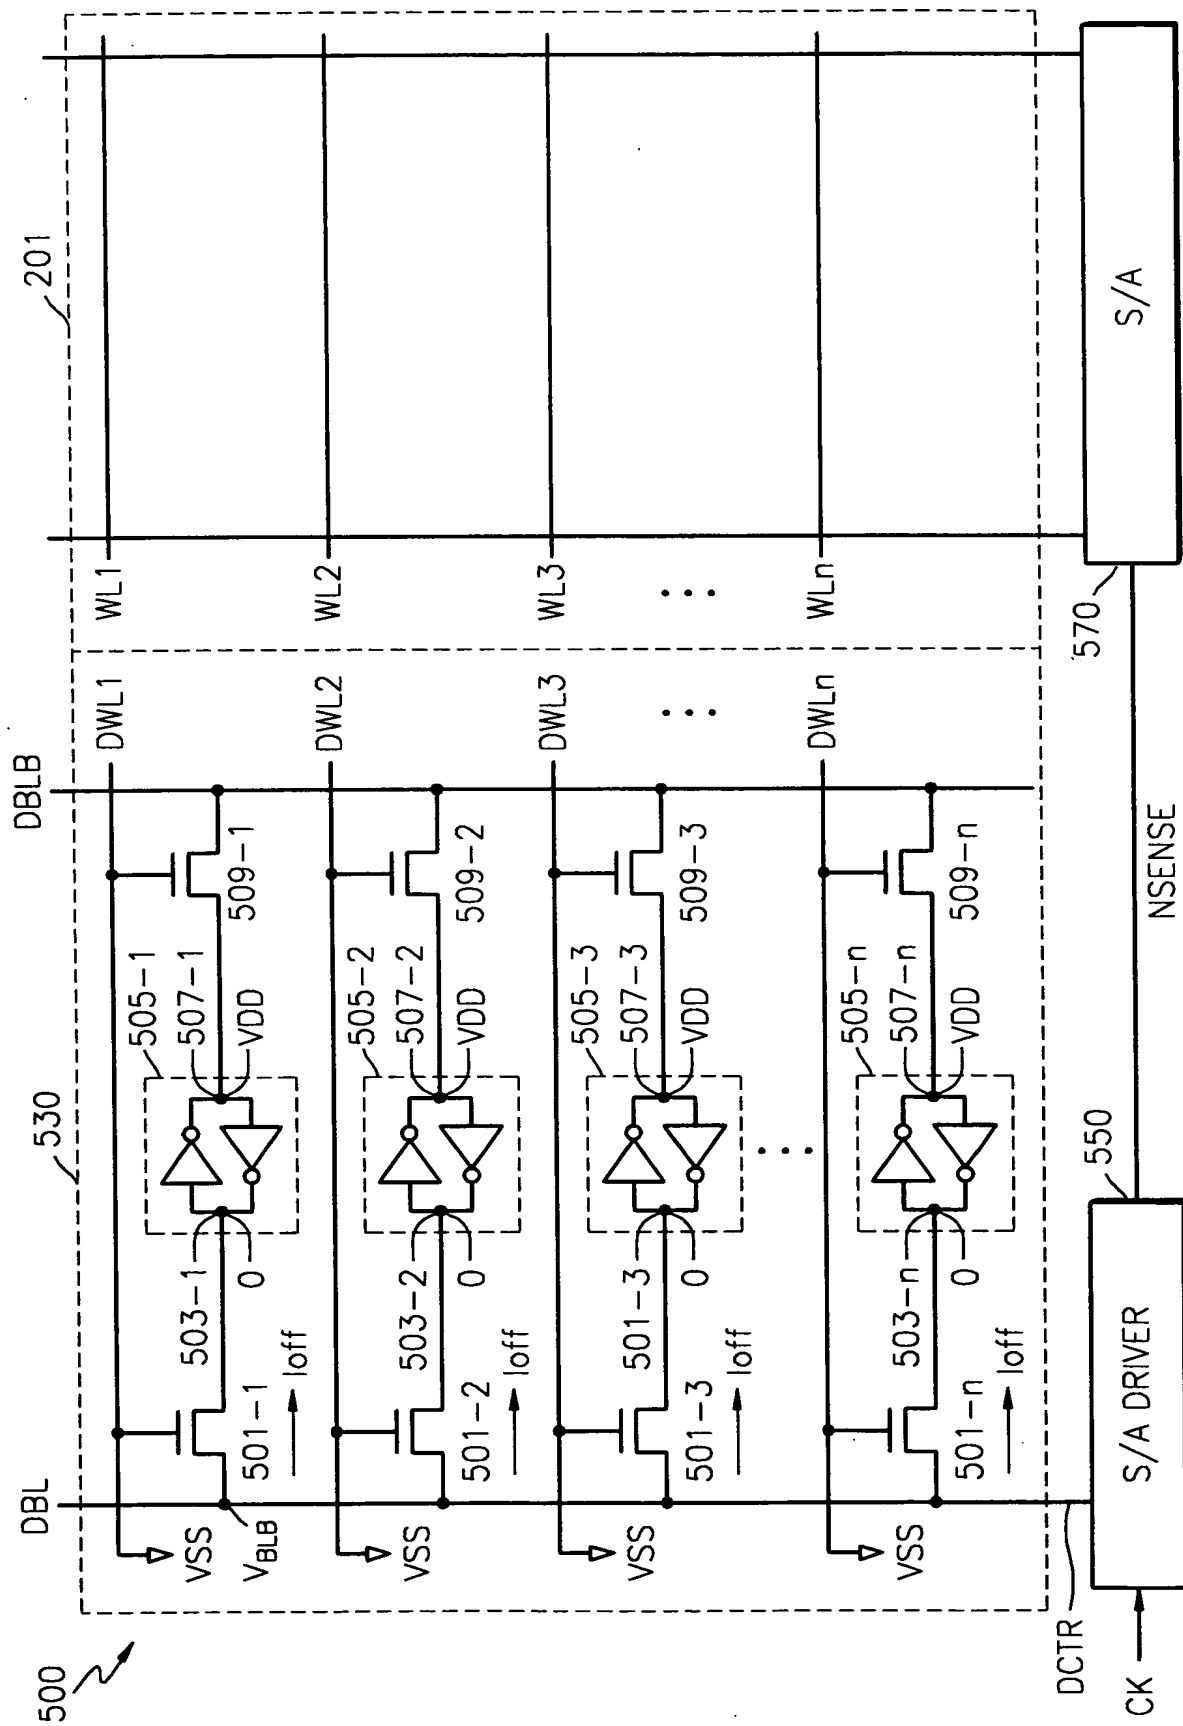 500
530
201
DBL
DBLB
VSS
DWL1
WL1
VBLB
501-1
Ioff
503-1
0
505-1
507-1
VDD
509-1
VSS
DWL2
WL2
501-2
Ioff
503-2
0
505-2
507-2
VDD
509-2
VSS
DWL3
WL3
501-3
Ioff
501-3
0
505-3
507-3
VDD
509-3
...
...
...
VSS
DWLn
WLn
501-n
Ioff
503-n
0
505-n
507-n
VDD
509-n
DCTR
CK
S/A DRIVER
550
NSENSE
570
S/A